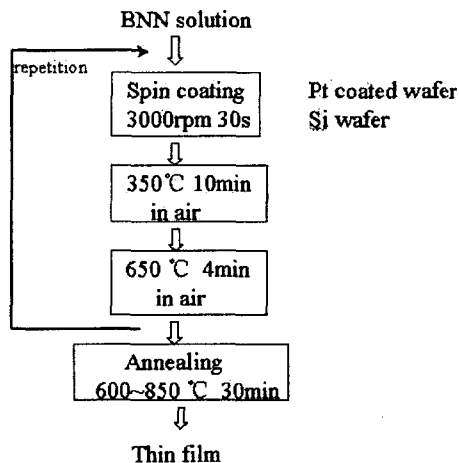 BNN solution
repetition
Spin coating
3000rpm 30s
Pt coated wafer
Si wafer
350℃ 10min
in air
650 ℃ 4min
in air
Annealing
600~850 ℃ 30min
Thin film